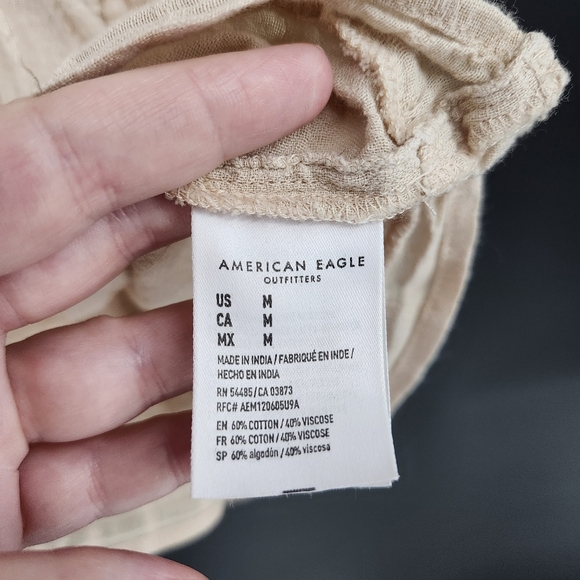 AMERICAN EAGLE
OUTFITTERS
US M
CA M
MX M
MADE IN INDIA / FABRIQUÉ EN INDE /
HECHO EN INDIA
RN 54485 / CA 03873
RFC# AEM120605U9A
EN 60% COTTON / 40% VISCOSE
FR 60% COTON / 40% VISCOSE
SP 60% algodón / 40% viscosa